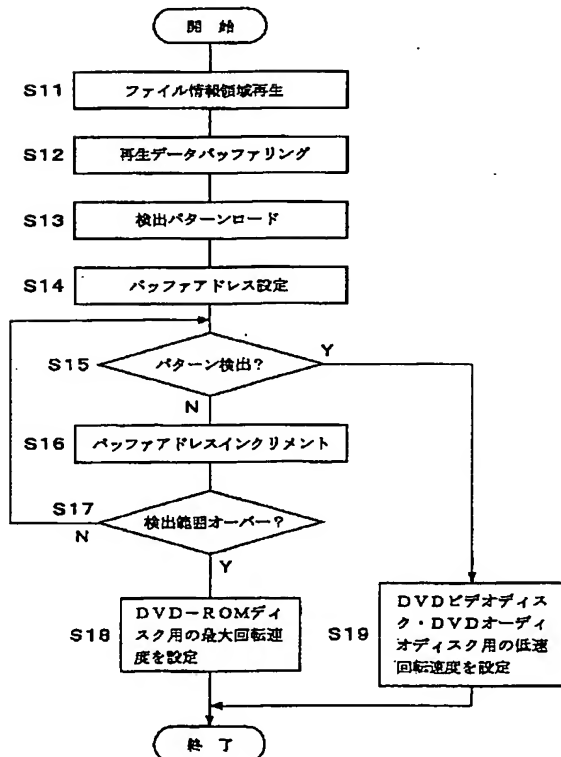 開 始
S11
ファイル情報領域再生
S12
再生データバッファリング
S13
検出パターンロード
S14
バッファアドレス設定
S15
パターン検出？
Y
N
S16
バッファアドレスインクリメント
S17
検出範囲オーバー？
N
Y
S18
DVD－ROMディ
スク用の最大回転速
度を設定
S19
DVDビデオディス
ク・DVDオーディ
オディスク用の低速
回転速度を設定
終 了